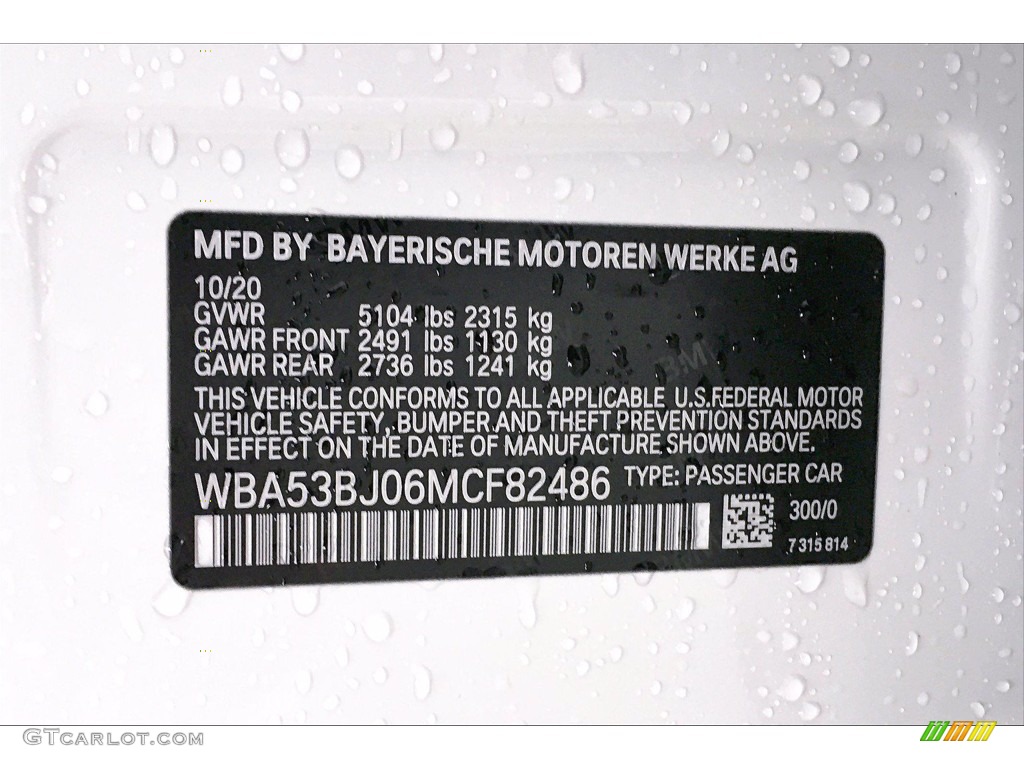 MFD BY BAYERISCHE MOTOREN WERKE AG
10/20
GVWR 5104 lbs 2315 kg
GAWR FRONT 2491 lbs 1130 kg
GAWR REAR 2736 lbs 1241 kg
THIS VEHICLE CONFORMS TO ALL APPLICABLE U.S.FEDERAL MOTOR
VEHICLE SAFETY, BUMPER AND THEFT PREVENTION STANDARDS
IN EFFECT ON THE DATE OF MANUFACTURE SHOWN ABOVE.
WBA53BJ06MCF82486 TYPE: PASSENGER CAR
300/0
7 315 814
GTcarlot.com